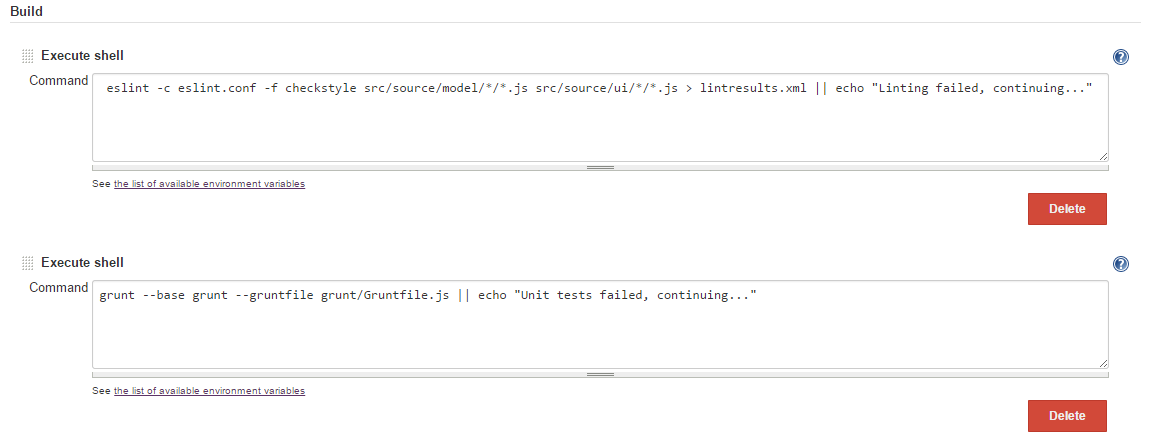 Build
Execute shell
?
Command
eslint -c eslint.conf -f checkstyle src/source/model/*/*.js src/source/ui/*/*.js > lintresults.xml || echo "Linting failed, continuing..."
See the list of available environment variables
Delete
Execute shell
?
Command
grunt --base grunt --gruntfile grunt/Gruntfile.js || echo "Unit tests failed, continuing..."
See the list of available environment variables
Delete